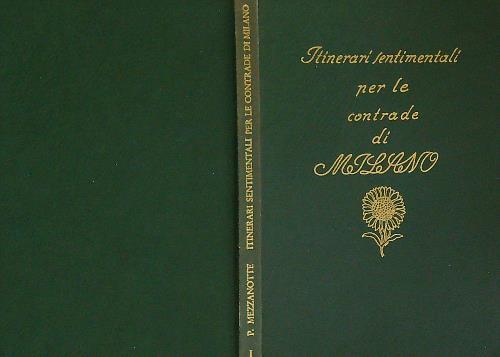 I P. MEZZANOTTE ITINERARI SENTIMENTALI PER LE CONTRADE DI MILANO
Itinerari sentimentali
per le
contrade
di
MILANO